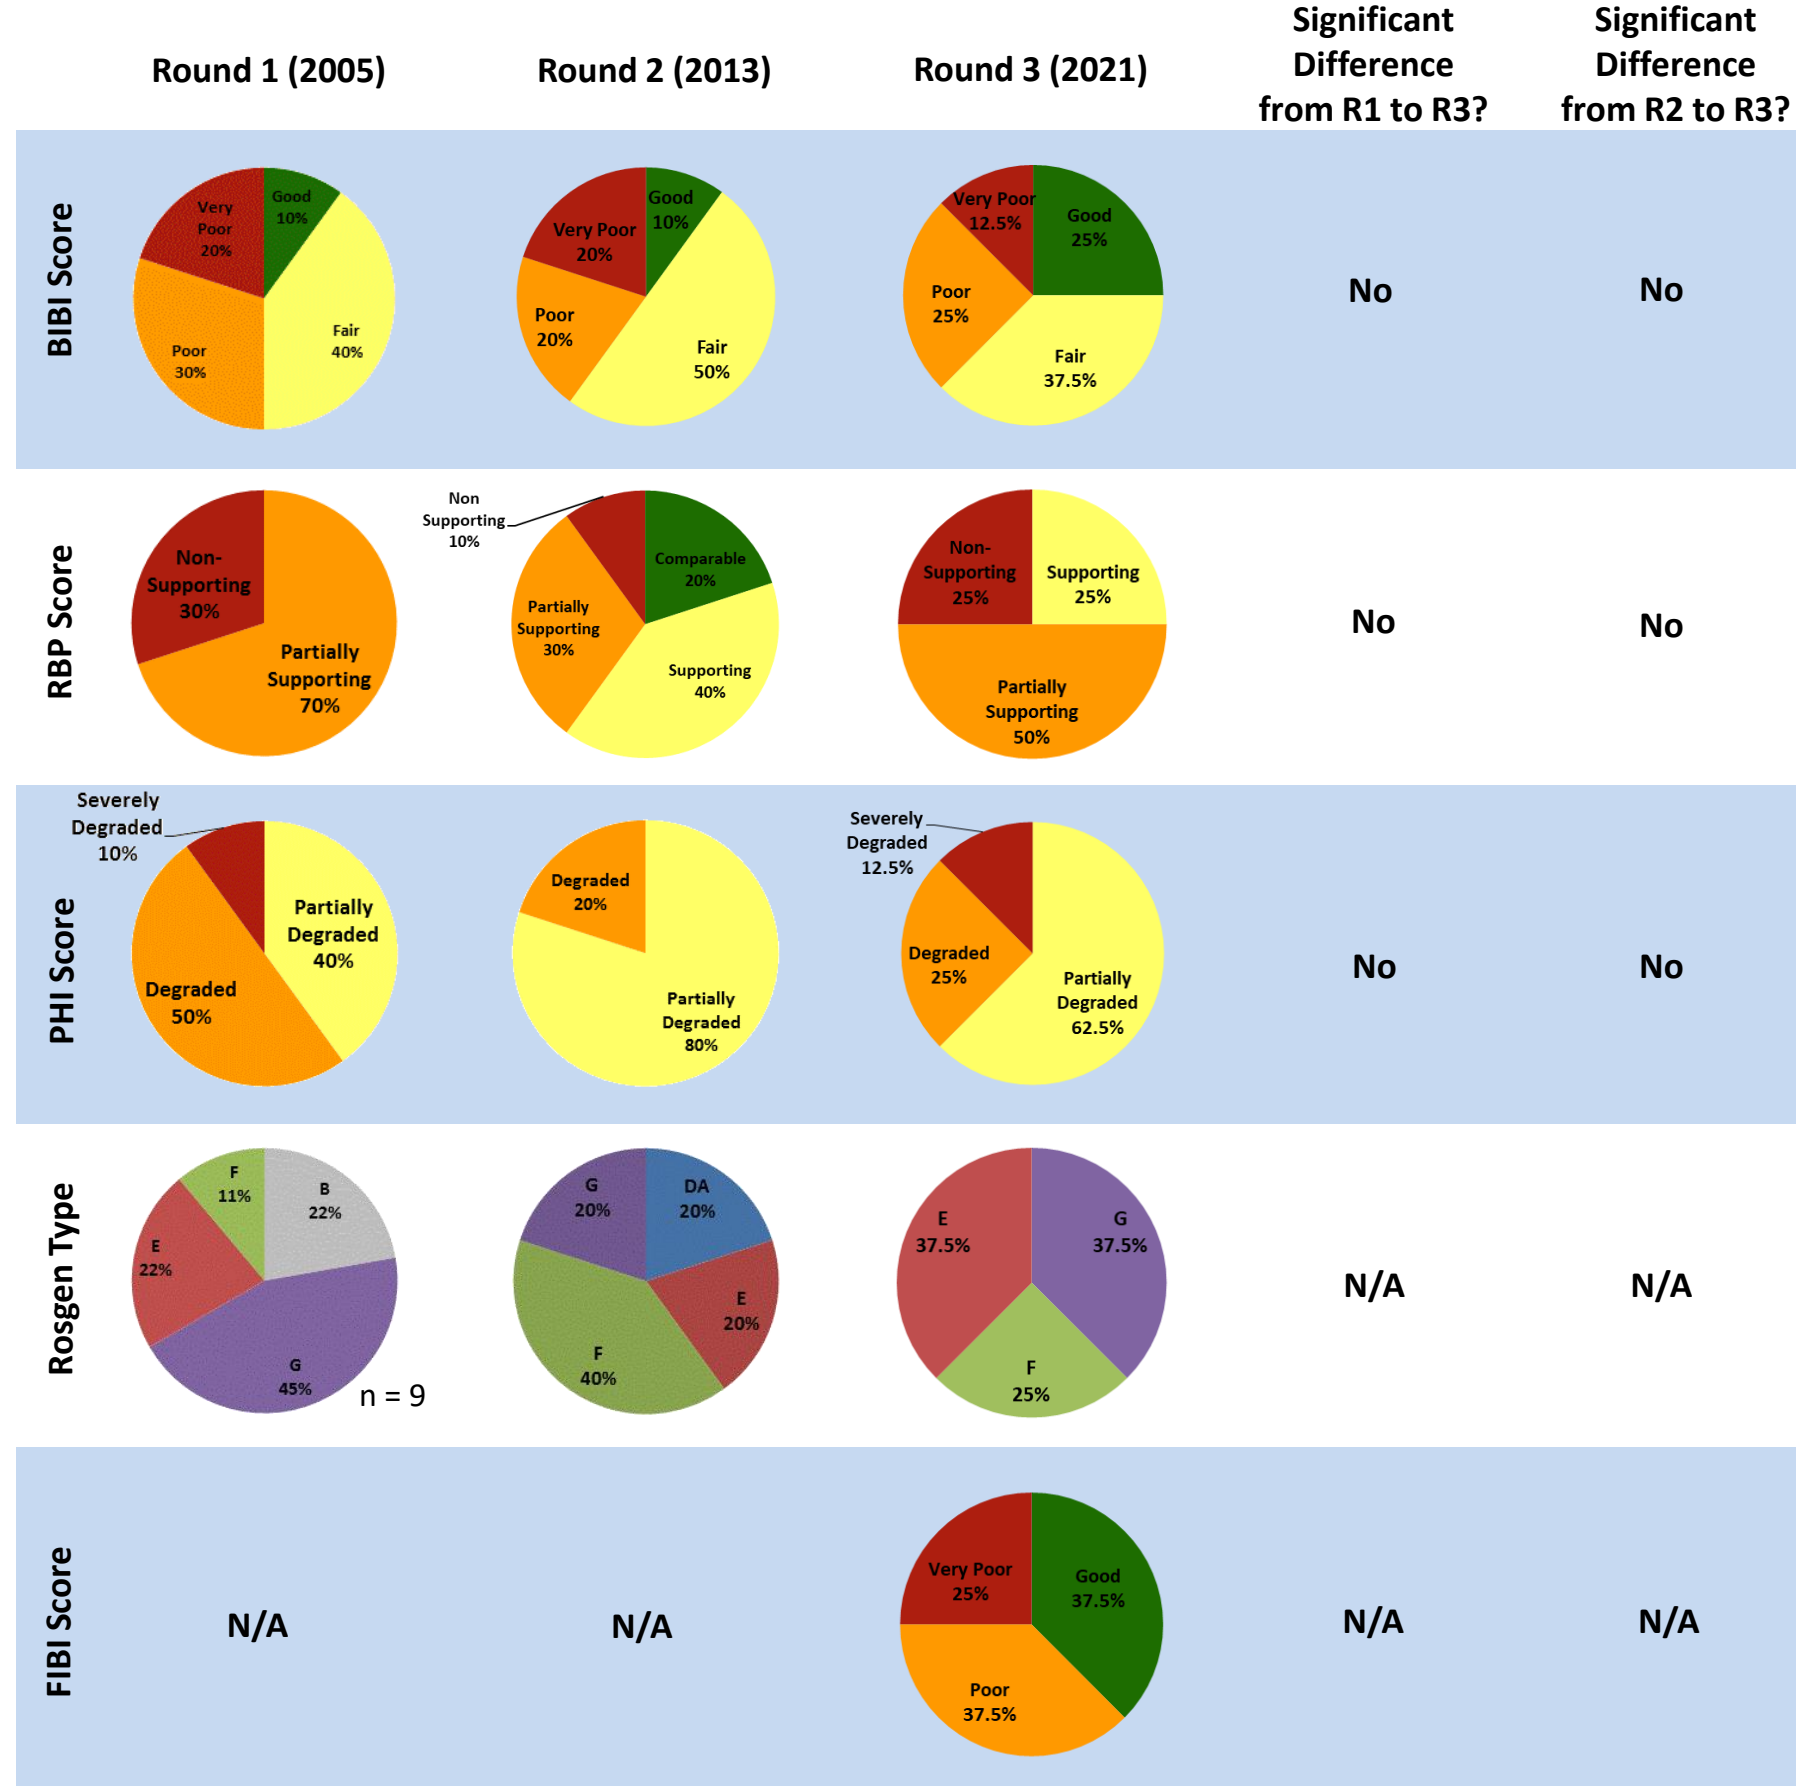 Round 1 (2005)
Round 2 (2013)
Round 3 (2021)
Significant
Difference
from R1 to R3?
Significant
Difference
from R2 to R3?
BIBI Score
Very
Poor
20%
Good
10%
Fair
40%
Poor
30%
Very Poor
20%
Good
10%
Poor
20%
Fair
50%
Very Poor
12.5%
Good
25%
Poor
25%
Fair
37.5%
No
No
RBP Score
Non-
Supporting
30%
Partially
Supporting
70%
Non
Supporting
10%
Comparable
20%
Partially
Supporting
30%
Supporting
40%
Non-
Supporting
25%
Supporting
25%
Partially
Supporting
50%
No
No
PHI Score
Severely
Degraded
10%
Partially
Degraded
40%
Degraded
50%
Degraded
20%
Partially
Degraded
80%
Severely
Degraded
12.5%
Degraded
25%
Partially
Degraded
62.5%
No
No
Rosgen Type
F
11%
B
22%
E
22%
G
45%
n = 9
G
20%
DA
20%
E
20%
F
40%
E
37.5%
G
37.5%
F
25%
N/A
N/A
FIBI Score
N/A
N/A
Very Poor
25%
Good
37.5%
Poor
37.5%
N/A
N/A